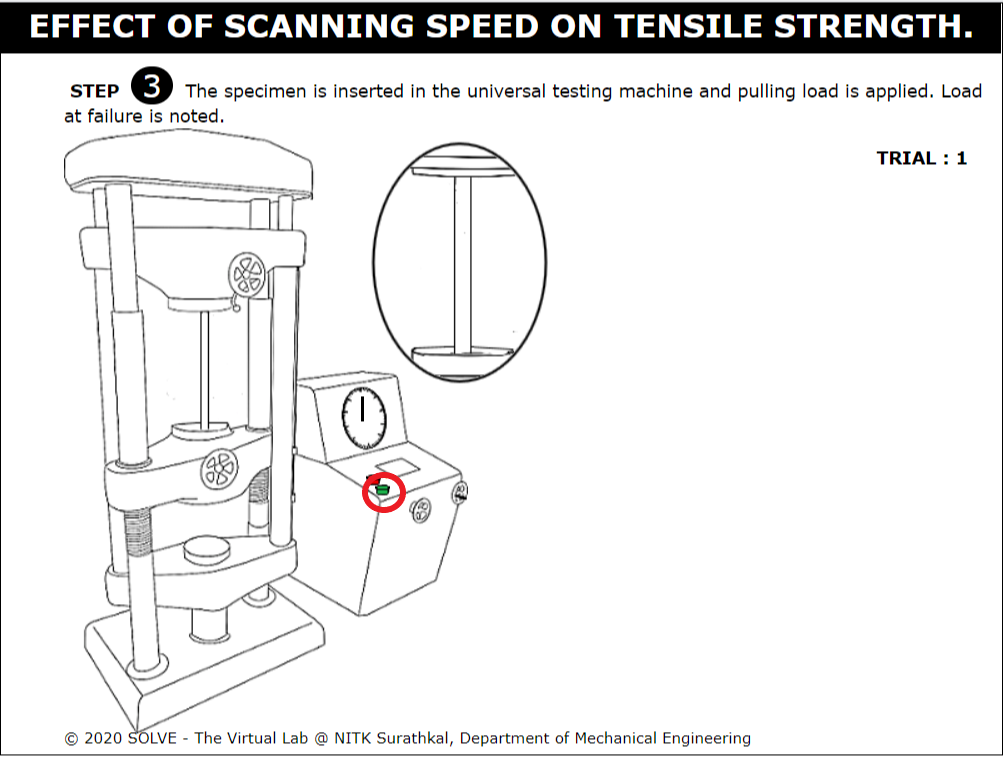 EFFECT OF SCANNING SPEED ON TENSILE STRENGTH.
STEP 3 The specimen is inserted in the universal testing machine and pulling load is applied. Load
at failure is noted.
TRIAL : 1
© 2020 SOLVE - The Virtual Lab @ NITK Surathkal, Department of Mechanical Engineering